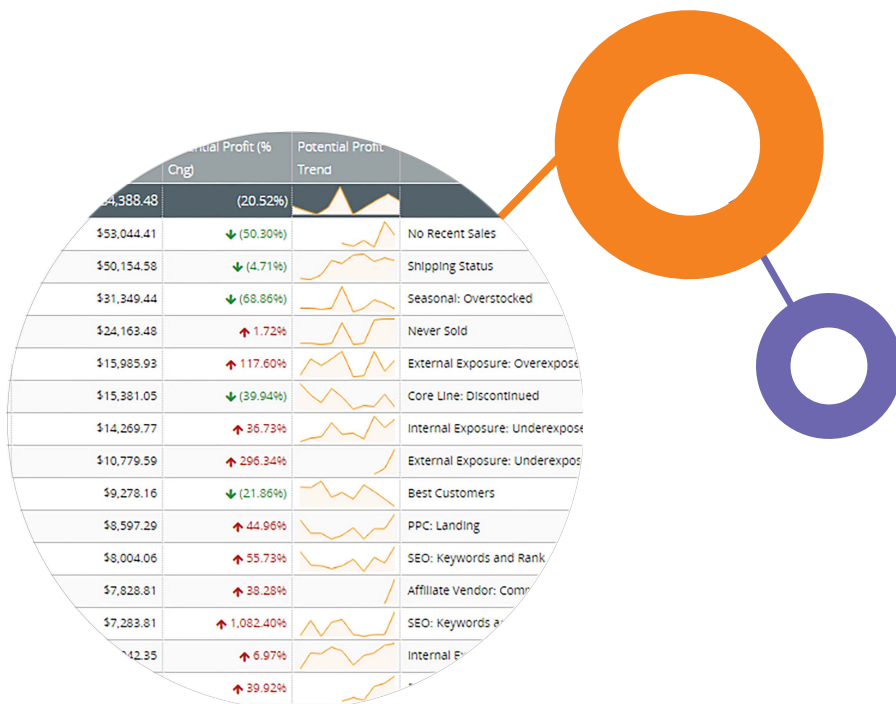 Profit (% Potential Profit
Chg) Trend
4,388.48 (20.52%)
$53,044.41 (50.30%) No Recent Sales
$50,154.58 (4.71%) Shipping Status
$31,349.44 (68.86%) Seasonal: Overstocked
$24,163.48 1.72% Never Sold
$15,985.93 117.60% External Exposure: Overexpose
$15,381.05 (39.94%) Core Line: Discontinued
$14,269.77 36.73% Internal Exposure: Underexpose
$10,779.59 296.34% External Exposure: Underexpos
$9,278.16 (21.86%) Best Customers
$8,597.29 44.96% PPC: Landing
$8,004.06 55.73% SEO: Keywords and Rank
$7,828.81 38.28% Affiliate Vendor: Com
$7,283.81 1,082.40% SEO: Keywords a
42.35 6.97% Internal E
39.92%